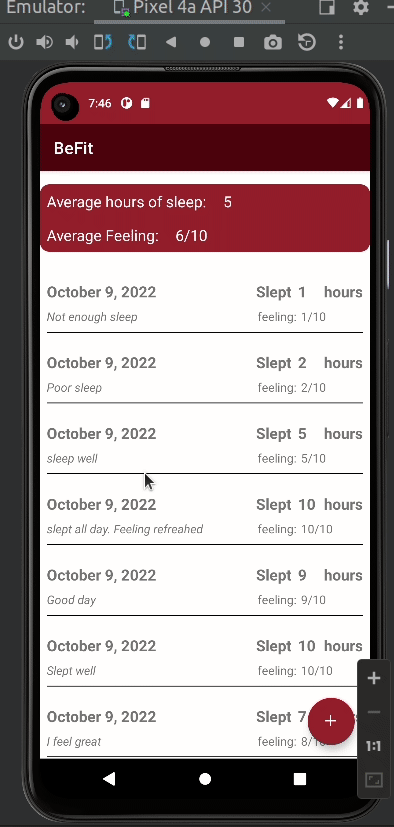 Emulator: Pixel 4a API 30
7:46
BeFit
Average hours of sleep: 5
Average Feeling: 6/10
October 9, 2022 Slept 1 hours
Not enough sleep feeling: 1/10
October 9, 2022 Slept 2 hours
Poor sleep feeling: 2/10
October 9, 2022 Slept 5 hours
sleep well feeling: 5/10
October 9, 2022 Slept 10 hours
slept all day. Feeling refreahed feeling: 10/10
October 9, 2022 Slept 9 hours
Good day feeling: 9/10
October 9, 2022 Slept 10 hours
Slept well feeling: 10/10
October 9, 2022 Slept 7
I feel great feeling: 8/10
1:1